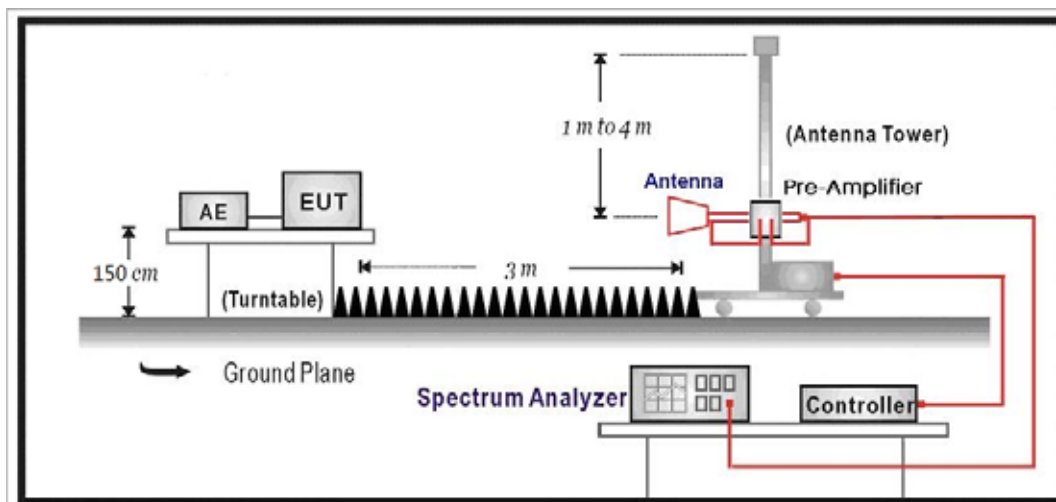 1 m to 4 m
(Antenna Tower)
Antenna
Pre-Amplifier
AE
EUT
150 cm
3 m
(Turntable)
Ground Plane
Spectrum Analyzer
Controller